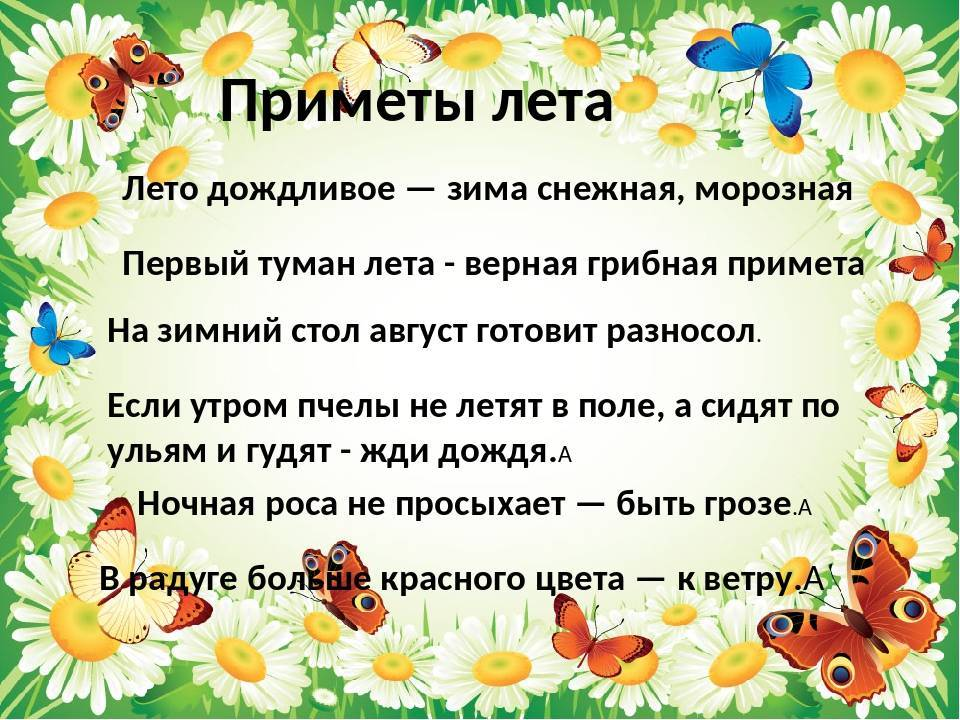 Приметы лета
Лето дождливое — зима снежная, морозная
Первый туман лета - верная грибная примета
На зимний стол август готовит разносол.
Если утром пчелы не летят в поле, а сидят по
ульям и гудят - жди дождя.А
Ночная роса не просыхает — быть грозе.А
В радуге больше красного цвета — к ветру.А